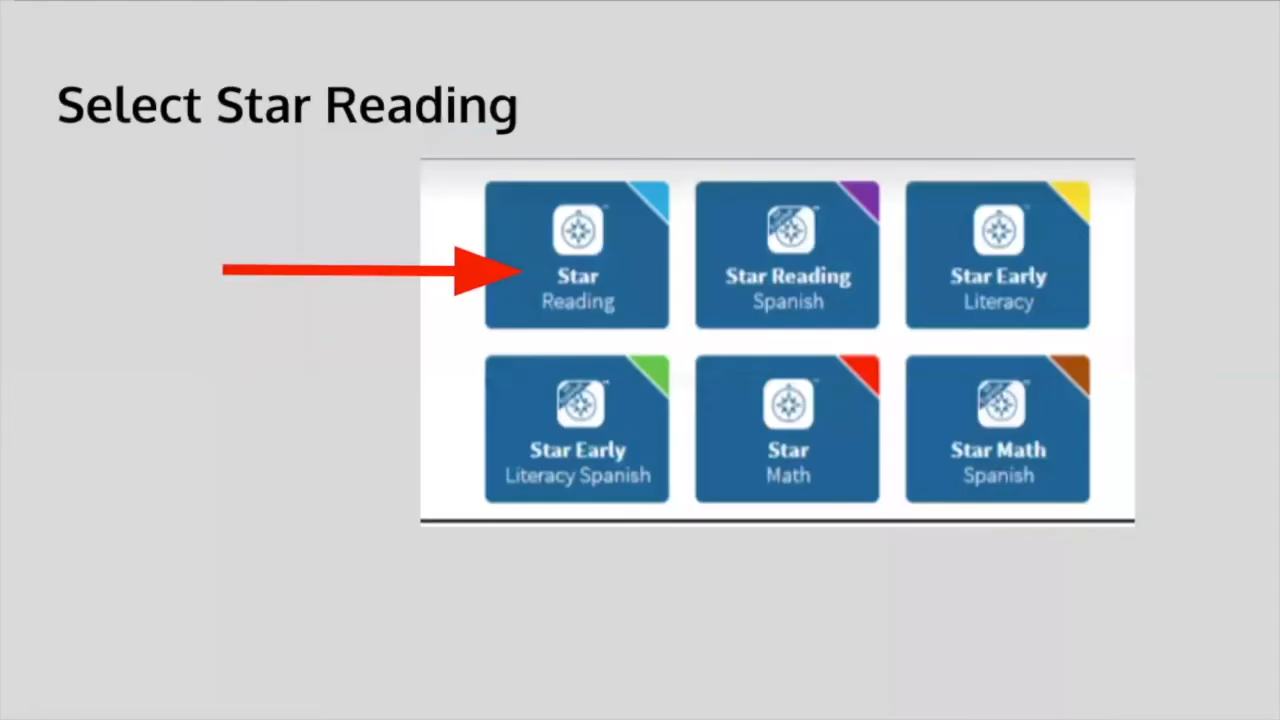 Select Star Reading
Star
Reading
Star Reading
Spanish
Star Early
Literacy
Star Early
Literacy Spanish
Star
Math
Star Math
Spanish